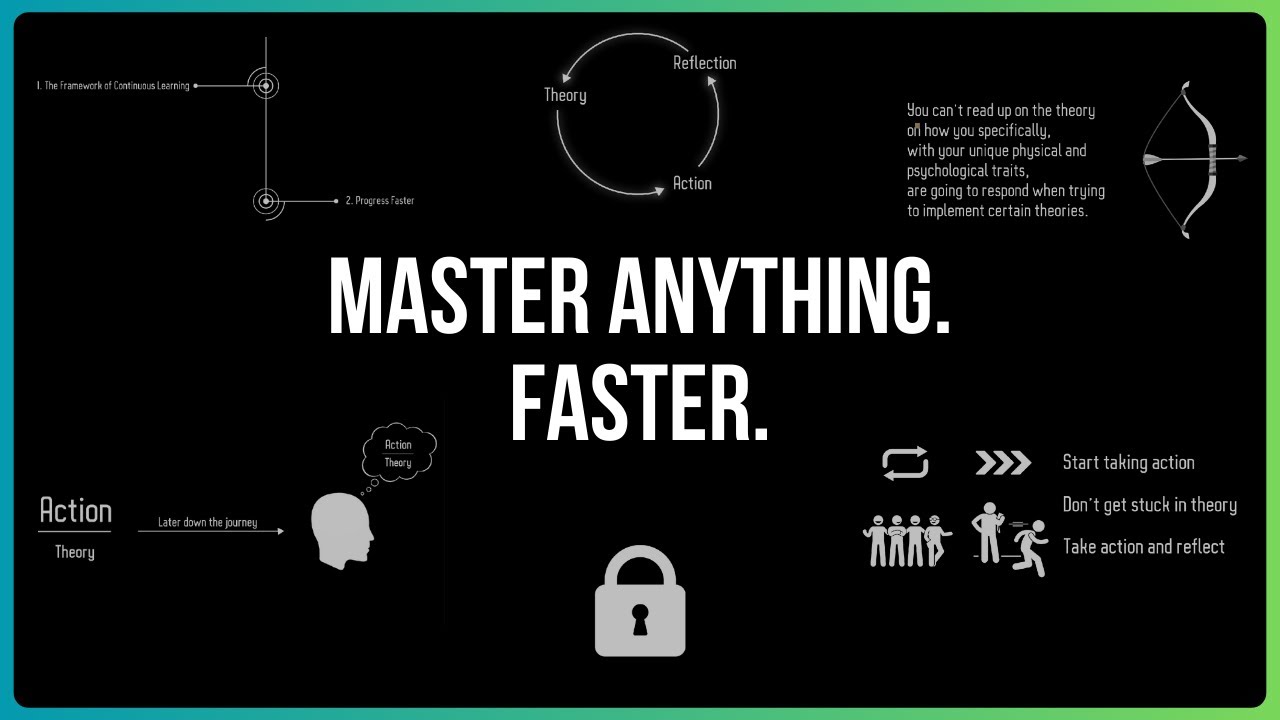 1. The Framework of Continuous Learning
2. Progress Faster
Reflection
Theory
Action
You can't read up on the theory
on how you specifically,
with your unique physical and
psychological traits,
are going to respond when trying
to implement certain theories.
MASTER ANYTHING.
FASTER.
Action
Theory
Later down the journey
Action
Theory
Start taking action
Don't get stuck in theory
Take action and reflect